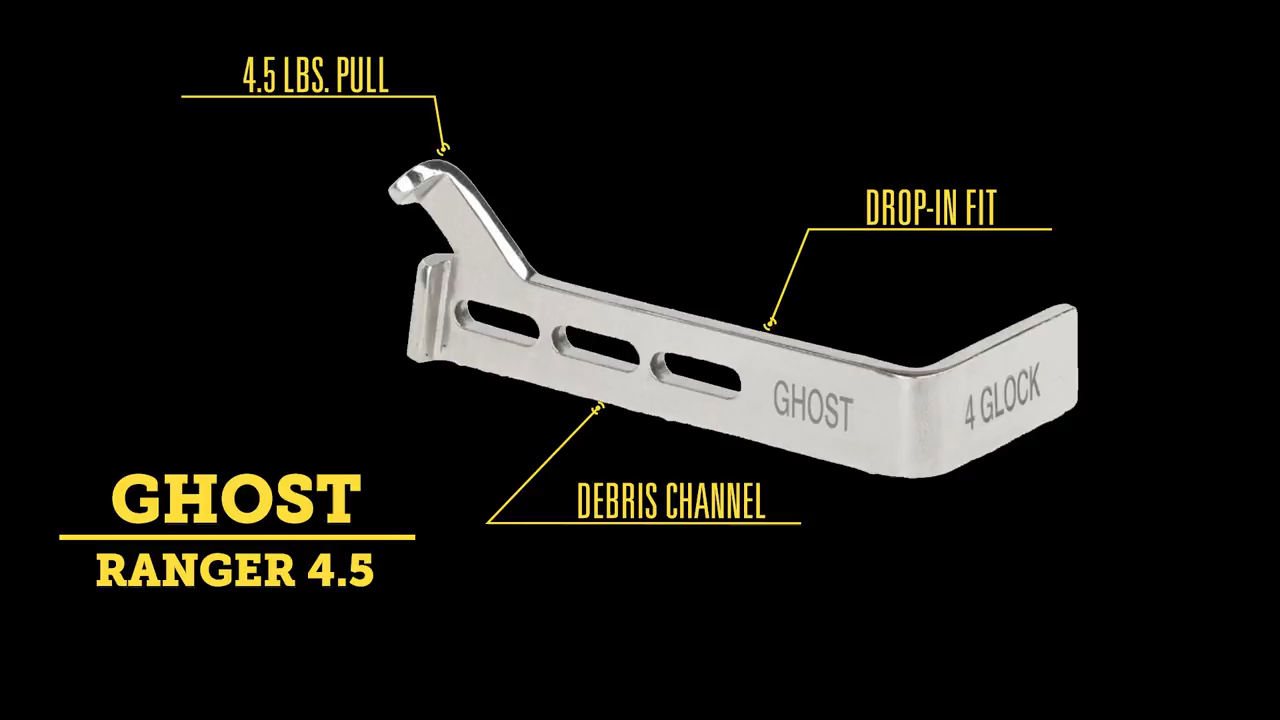 4.5 LBS. PULL
DROP-IN FIT
GHOST
4 GLOCK
DEBRIS CHANNEL
GHOST
RANGER 4.5